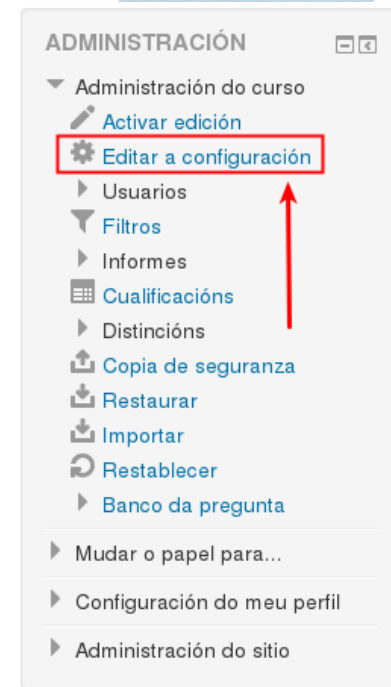 ADMINISTRACIÓN
Administración do curso
Activar edición
Editar a configuración
Usuarios
Filtros
Informes
Cualificacións
Distincións
Copia de seguranza
Restaurar
Importar
Restablecer
Banco da pregunta
Mudar o papel para...
Configuración do meu perfil
Administración do sitio